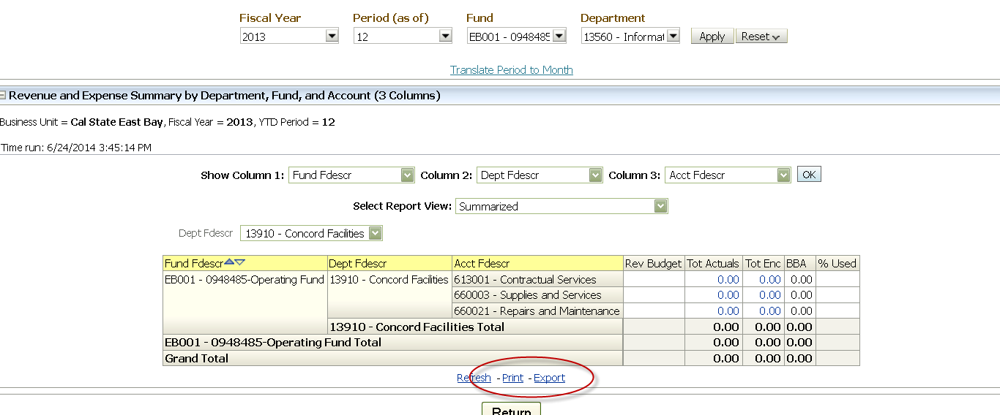 Fiscal Year Period (as of) Fund Department
2013 12 EB001 - 0948485 13560 - Informat Apply Reset
Translate Period to Month
Revenue and Expense Summary by Department, Fund, and Account (3 Columns)
Business Unit = Cal State East Bay, Fiscal Year = 2013, YTD Period = 12
Time run: 6/24/2014 3:45:14 PM
Show Column 1: Fund Fdescr Column 2: Dept Fdescr Column 3: Acct Fdescr OK
Select Report View: Summarized
Dept Fdescr 13910 - Concord Facilities
Fund Fdescr Dept Fdescr Acct Fdescr Rev Budget Tot Actuals Tot Enc BBA % Used
EB001 - 0948485-Operating Fund 13910 - Concord Facilities 613001 - Contractual Services 0.00 0.00 0.00
660003 - Supplies and Services 0.00 0.00 0.00
660021 - Repairs and Maintenance 0.00 0.00 0.00
13910 - Concord Facilities Total 0.00 0.00 0.00
EB001 - 0948485-Operating Fund Total 0.00 0.00 0.00
Grand Total 0.00 0.00 0.00
Refresh - Print - Export
Return